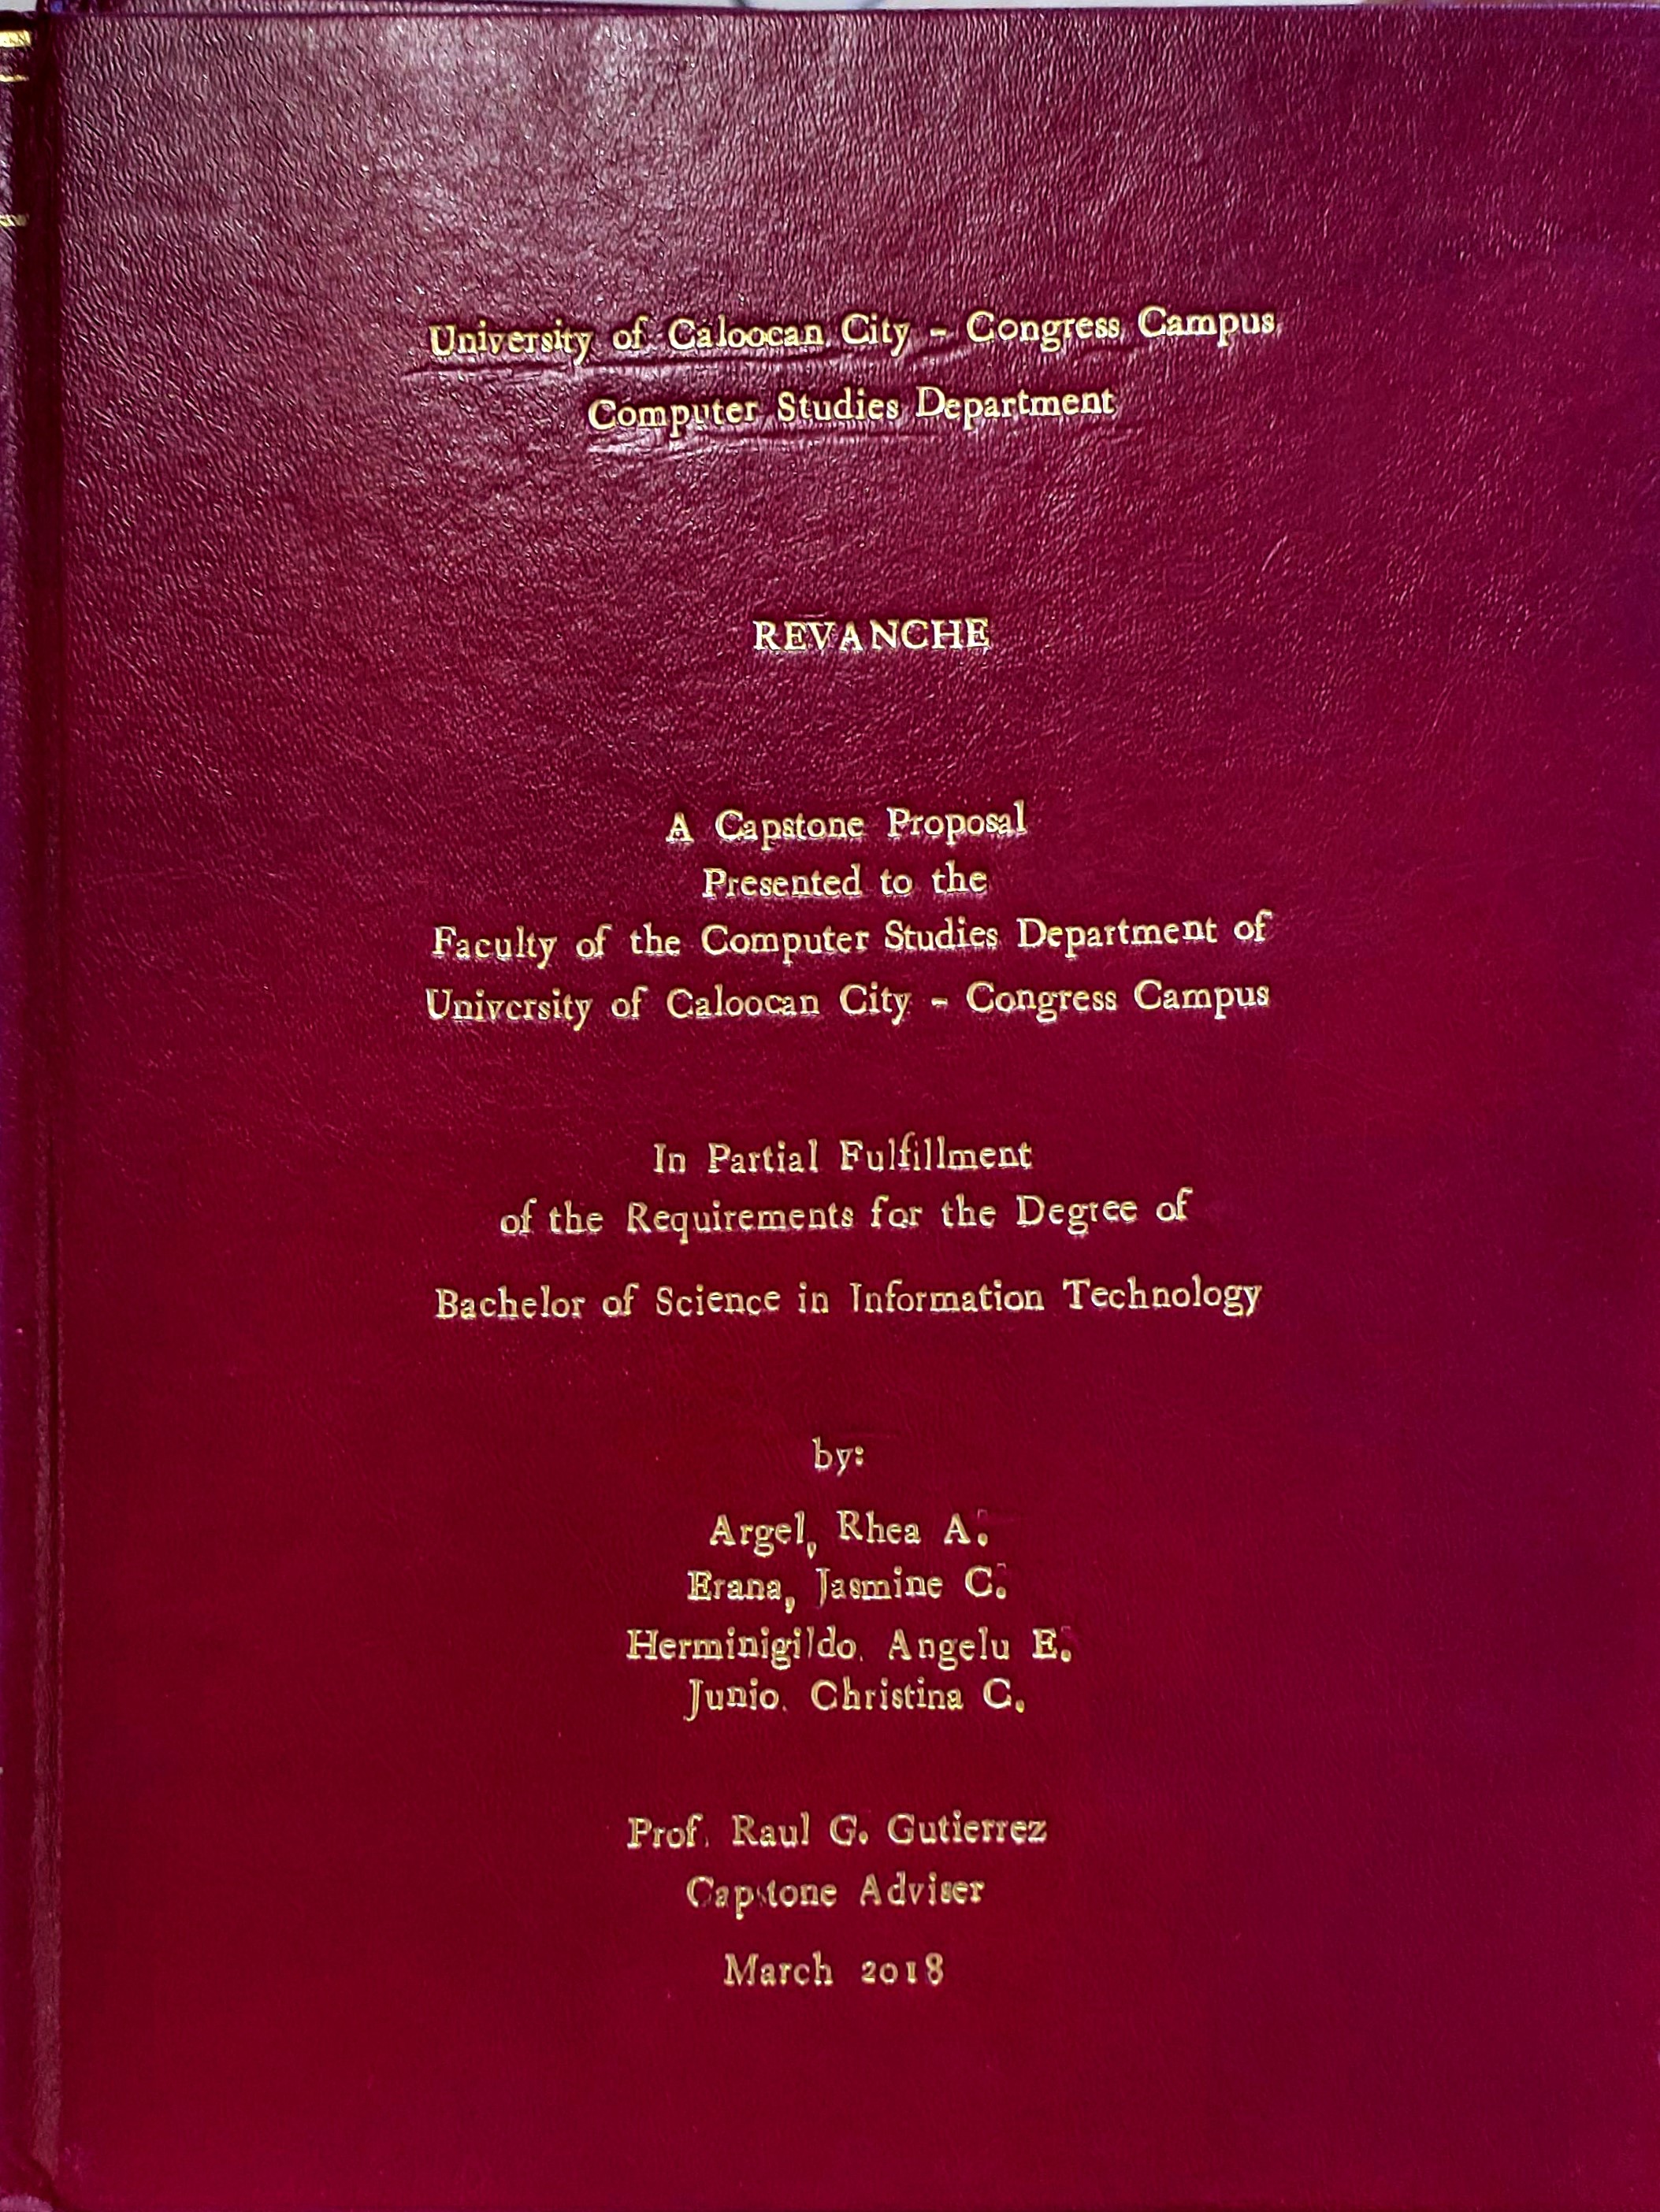 University of Caloocan City - Congress Campus
Computer Studies Department
REVANCHE
A Capstone Proposal
Presented to the
Faculty of the Computer Studies Department of
University of Caloocan City - Congress Campus
In Partial Fulfillment
of the Requirements for the Degree of
Bachelor of Science in Information Technology
by:
Argel, Rhea A.
Erana, Jasmine C.
Herminigildo, Angelu E.
Junio, Christina C.
Prof. Raul G. Gutierrez
Capstone Adviser
March 2018